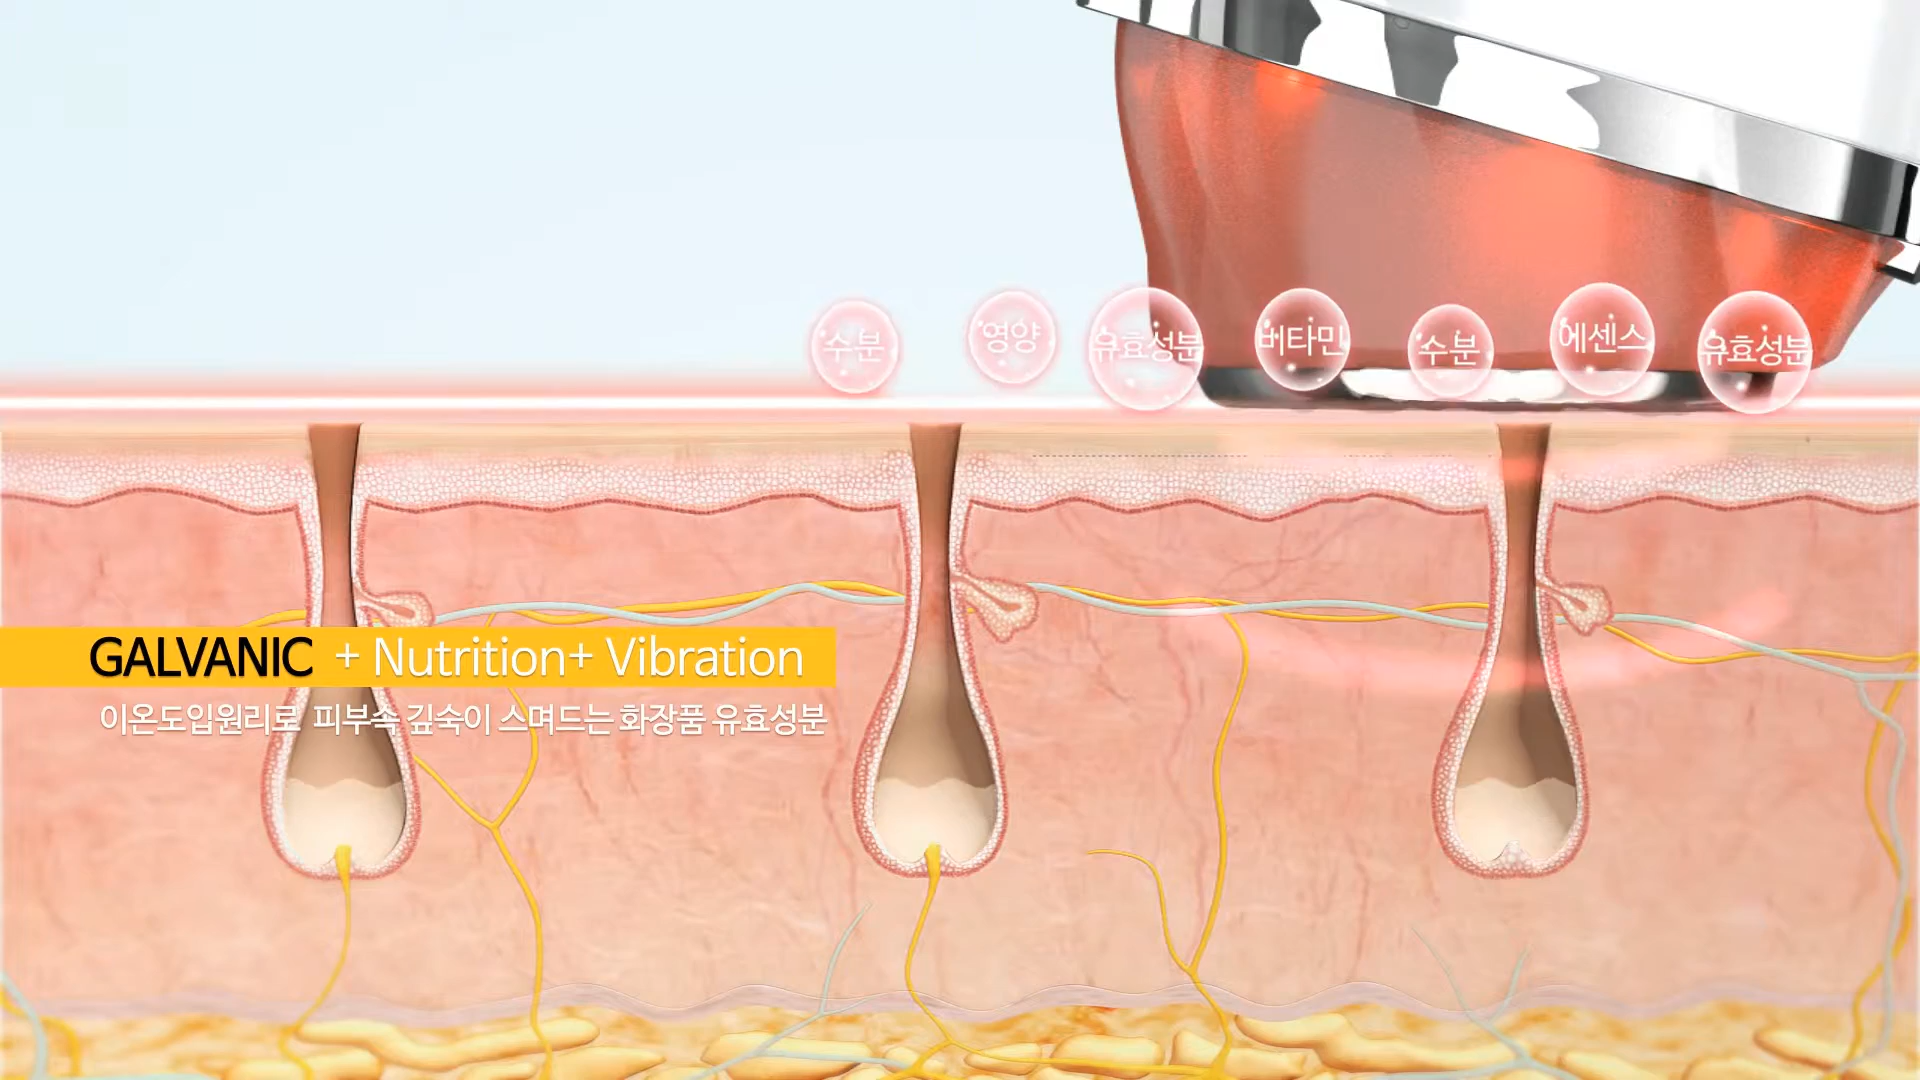 수분 영양 유효성분 비타민 수분 에센스 유효성분
GALVANIC + Nutrition+ Vibration
이온도입원리로 피부속 깊숙이 스며드는 화장품 유효성분